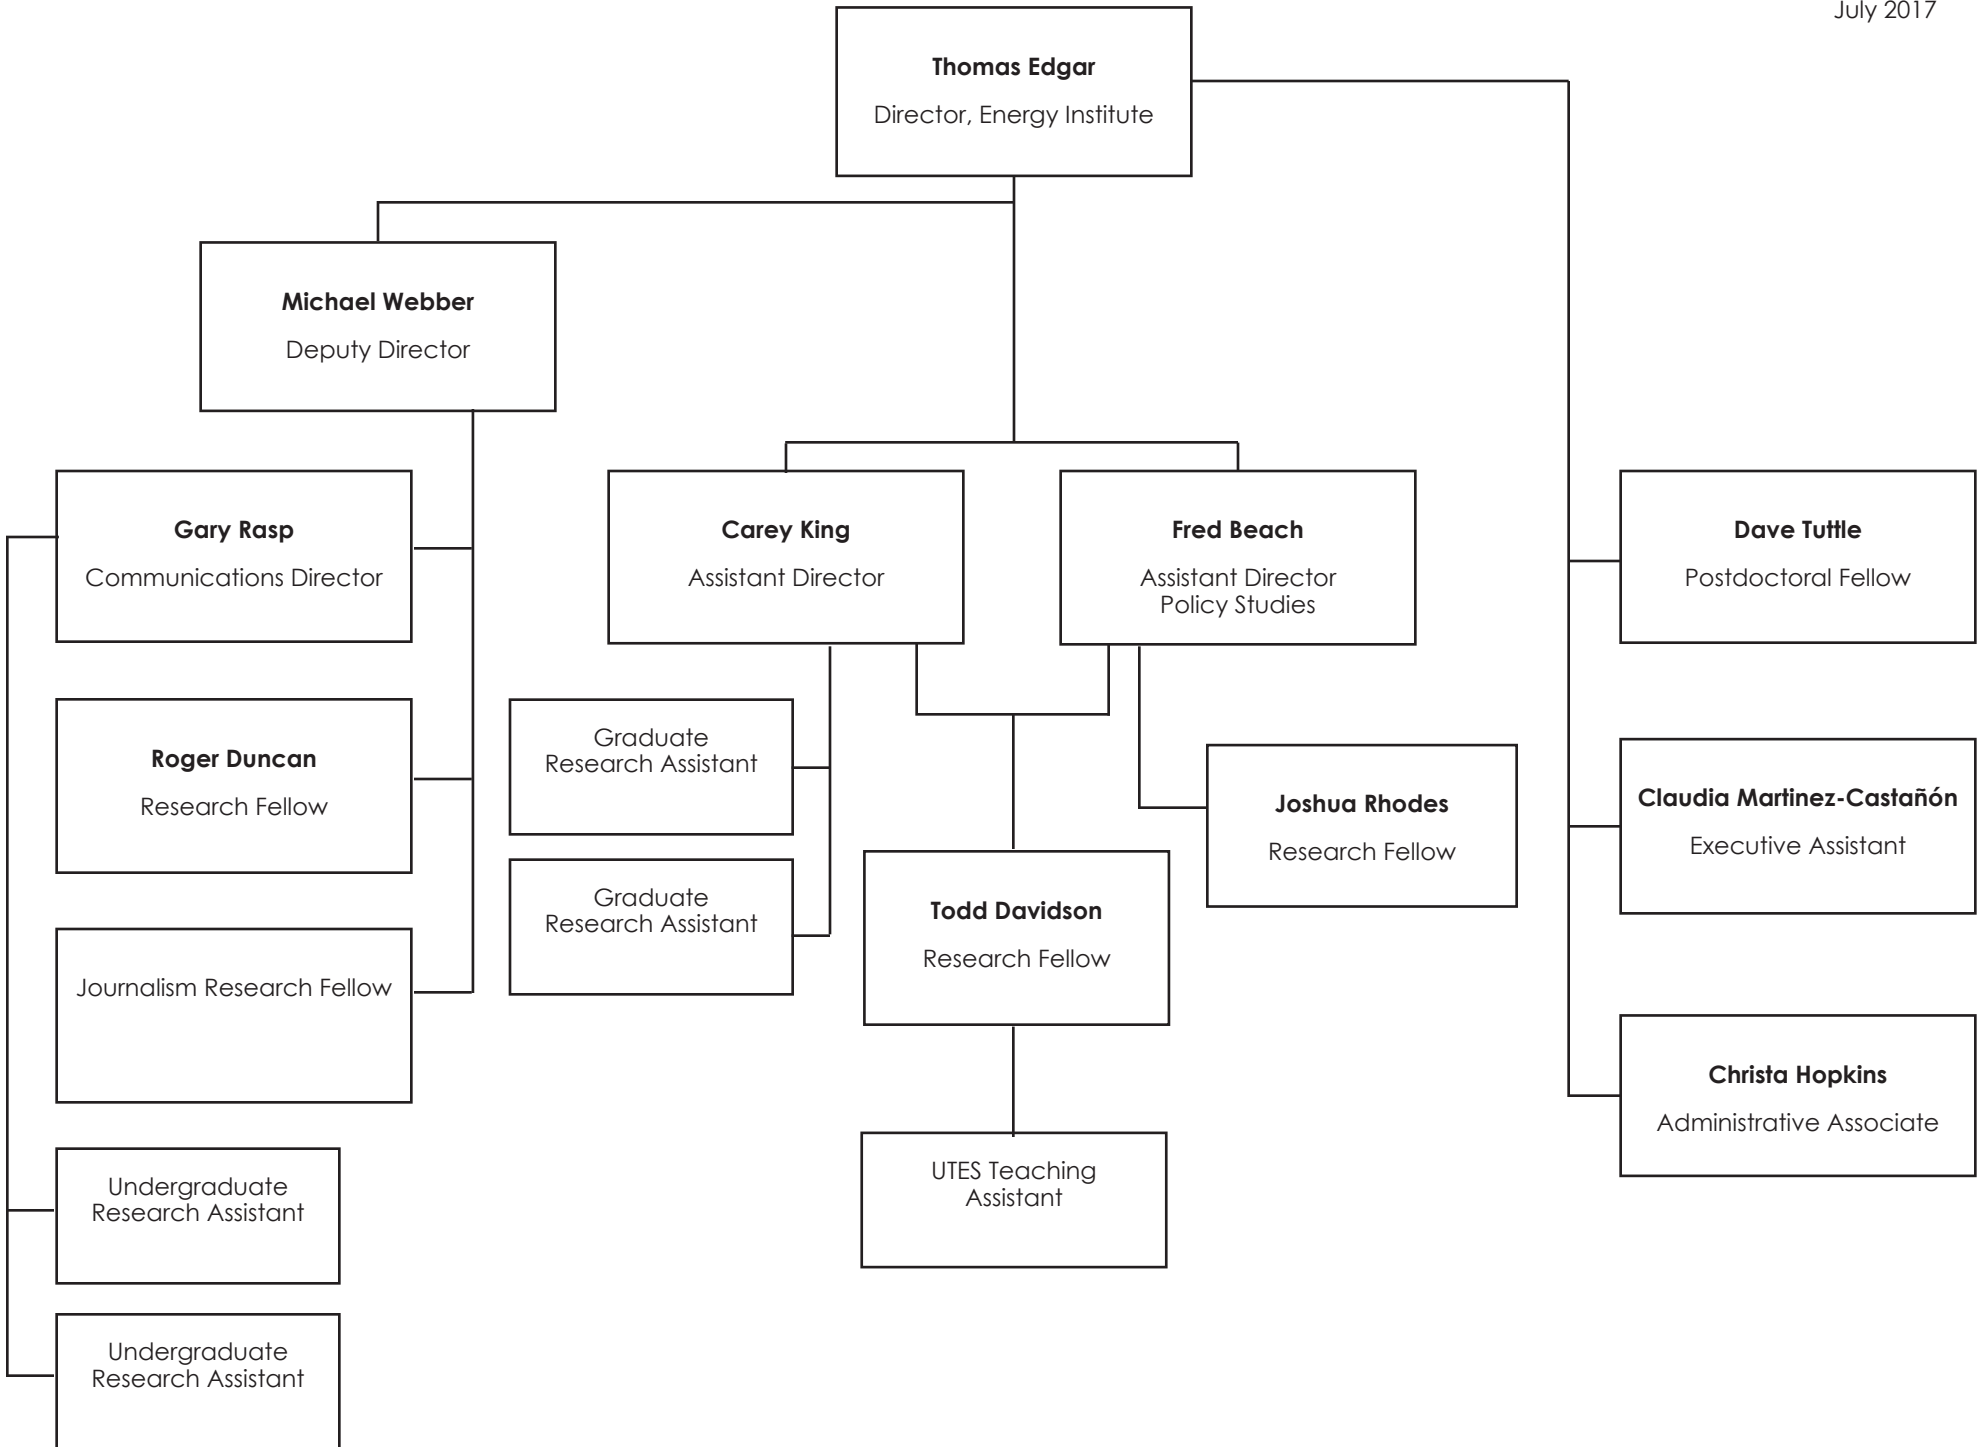 July 2017
Thomas Edgar
Director, Energy Institute
Michael Webber
Deputy Director
Gary Rasp
Communications Director
Carey King
Assistant Director
Fred Beach
Assistant Director
Policy Studies
Dave Tuttle
Postdoctoral Fellow
Roger Duncan
Research Fellow
Graduate
Research Assistant
Joshua Rhodes
Research Fellow
Claudia Martinez-Castañón
Executive Assistant
Graduate
Research Assistant
Todd Davidson
Research Fellow
Journalism Research Fellow
Christa Hopkins
Administrative Associate
Undergraduate
Research Assistant
UTES Teaching
Assistant
Undergraduate
Research Assistant